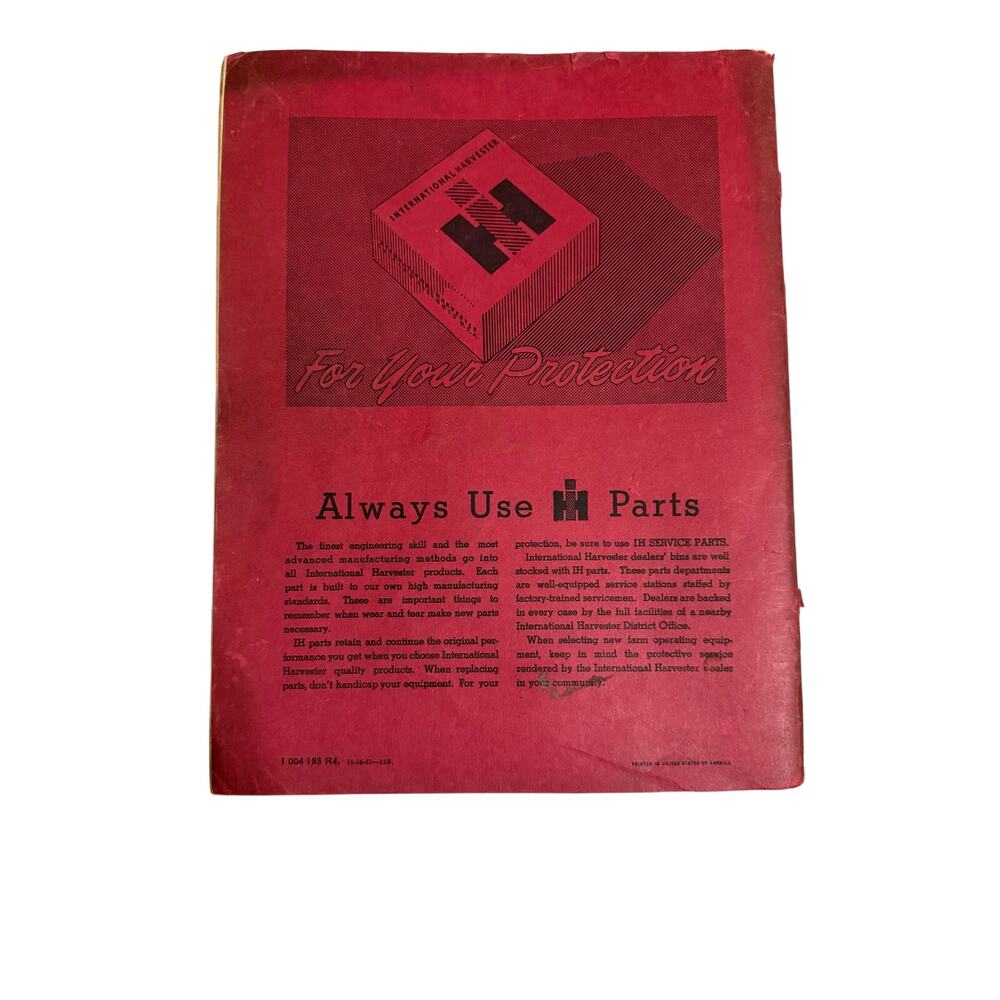 INTERNATIONAL HARVESTER
IH
INTERNATIONAL HARVESTER
For Your Protection
Always Use IH Parts
The finest engineering skill and the most
advanced manufacturing methods go into
all International Harvester products. Each
part is built to our own high manufacturing
standards. These are important things to
remember when wear and tear make new parts
necessary.
IH parts retain and continue the original per-
formance you get when you choose International
Harvester quality products. When replacing
parts, don't handicap your equipment. For your
protection, be sure to use IH SERVICE PARTS.
International Harvester dealers' bins are well
stocked with IH parts. These parts departments
are well-equipped service stations staffed by
factory-trained servicemen. Dealers are backed
in every case by the full facilities of a nearby
International Harvester District Office.
When selecting new farm operating equip-
ment, keep in mind the protective service
rendered by the International Harvester dealer
in your community.
1 004 193 R4.
PRINTED IN UNITED STATES OF AMERICA